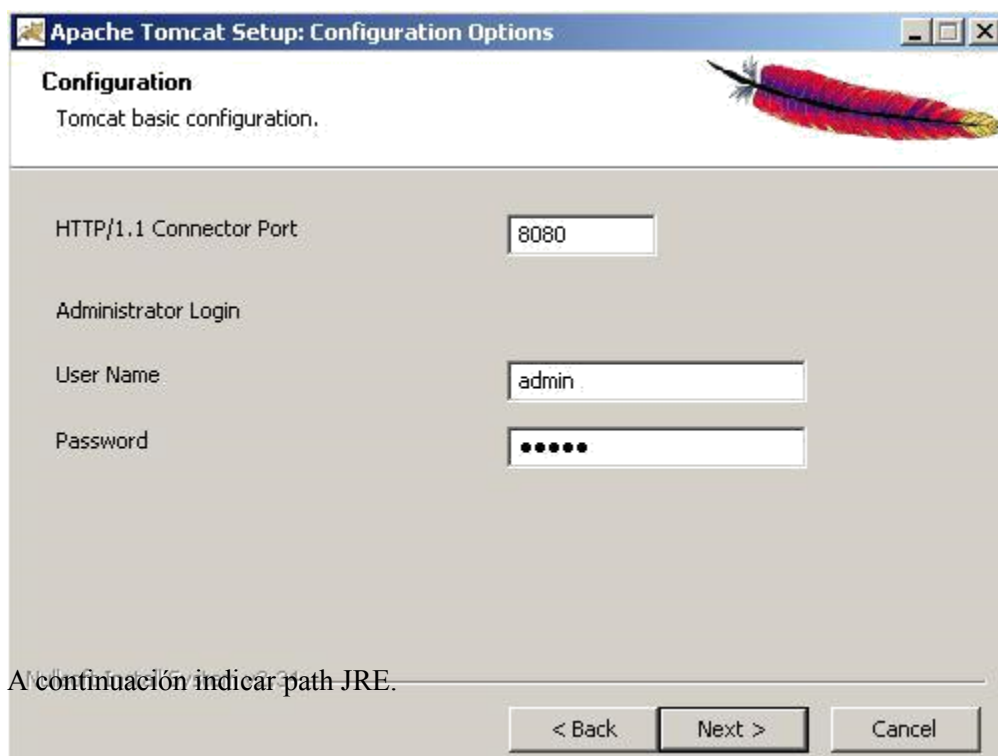 Apache Tomcat Setup: Configuration Options
Configuration
Tomcat basic configuration.
HTTP/1.1 Connector Port
8080
Administrator Login
User Name
admin
Password
•••••
A continuación indicar path JRE.
< Back
Next >
Cancel